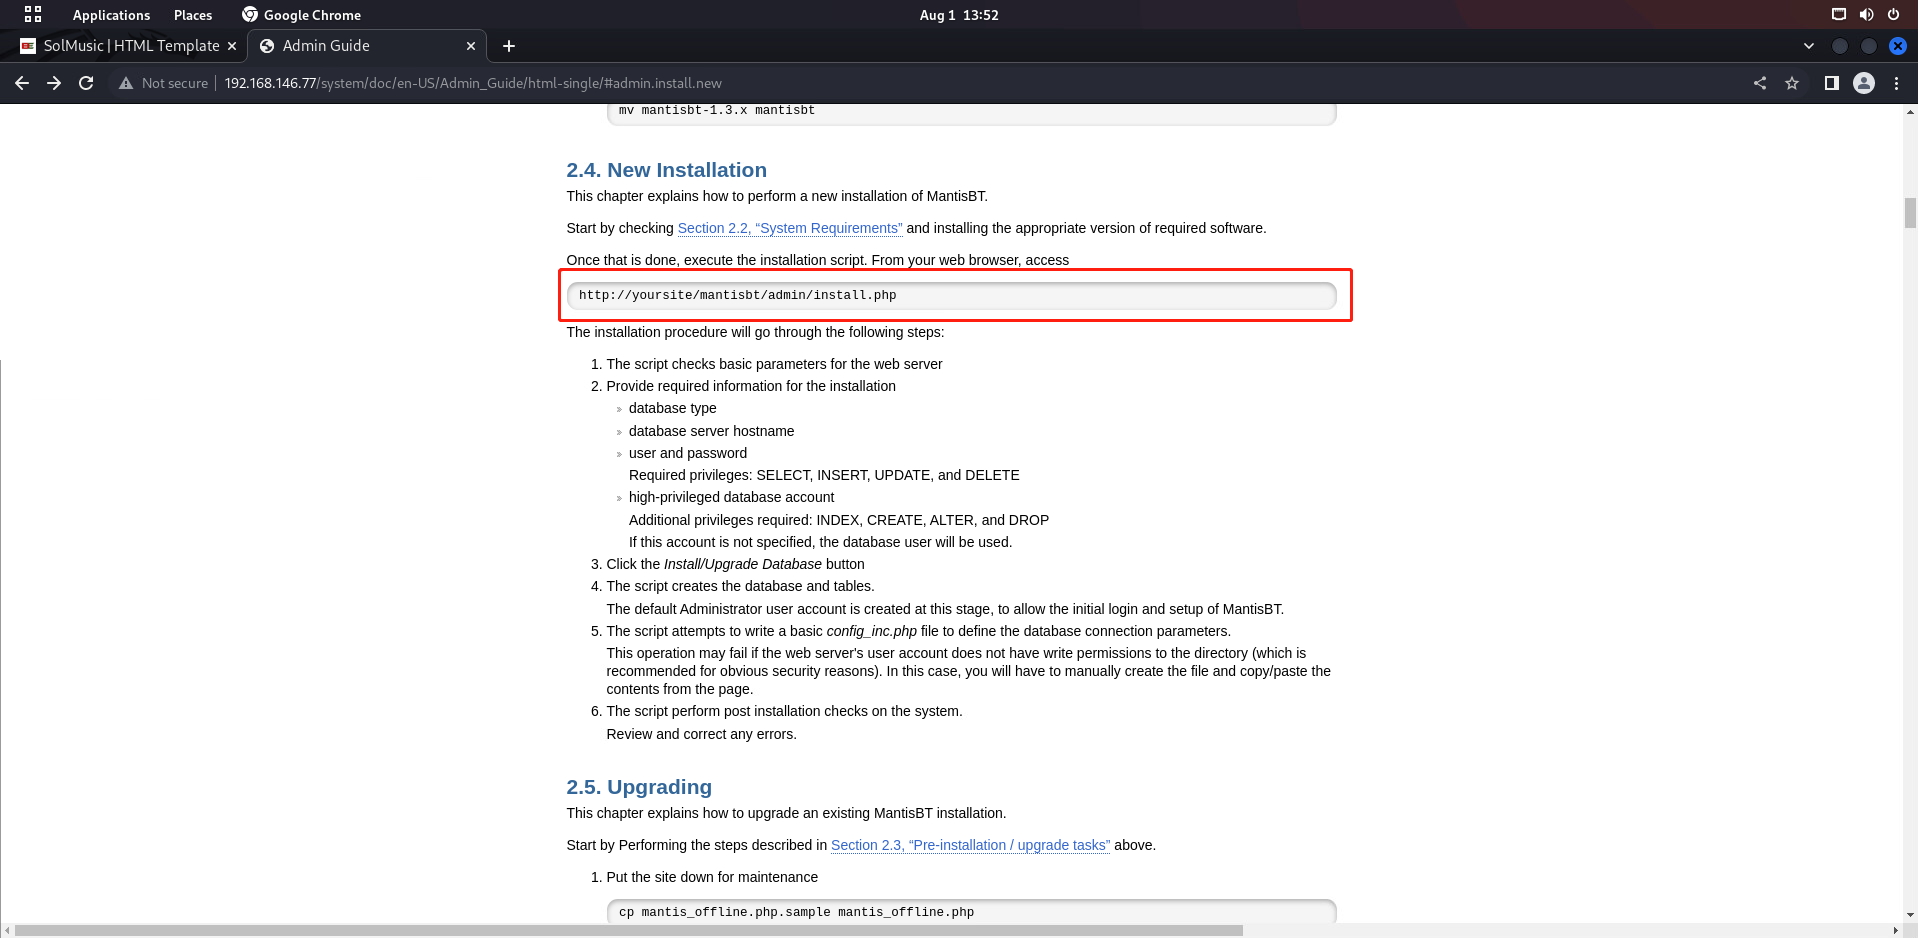 Applications Places Google Chrome Aug 1 13:52
SolMusic | HTML Template Admin Guide
Not secure 192.168.146.77/system/doc/en-US/Admin_Guide/html-single/#admin.install.new
mv mantisbt-1.3.x mantisbt
2.4. New Installation
This chapter explains how to perform a new installation of MantisBT.
Start by checking Section 2.2, “System Requirements” and installing the appropriate version of required software.
Once that is done, execute the installation script. From your web browser, access
http://yoursite/mantisbt/admin/install.php
The installation procedure will go through the following steps:
1. The script checks basic parameters for the web server
2. Provide required information for the installation
» database type
» database server hostname
» user and password
Required privileges: SELECT, INSERT, UPDATE, and DELETE
» high-privileged database account
Additional privileges required: INDEX, CREATE, ALTER, and DROP
If this account is not specified, the database user will be used.
3. Click the Install/Upgrade Database button
4. The script creates the database and tables.
The default Administrator user account is created at this stage, to allow the initial login and setup of MantisBT.
5. The script attempts to write a basic config_inc.php file to define the database connection parameters.
This operation may fail if the web server's user account does not have write permissions to the directory (which is
recommended for obvious security reasons). In this case, you will have to manually create the file and copy/paste the
contents from the page.
6. The script perform post installation checks on the system.
Review and correct any errors.
2.5. Upgrading
This chapter explains how to upgrade an existing MantisBT installation.
Start by Performing the steps described in Section 2.3, “Pre-installation / upgrade tasks” above.
1. Put the site down for maintenance
cp mantis_offline.php.sample mantis_offline.php